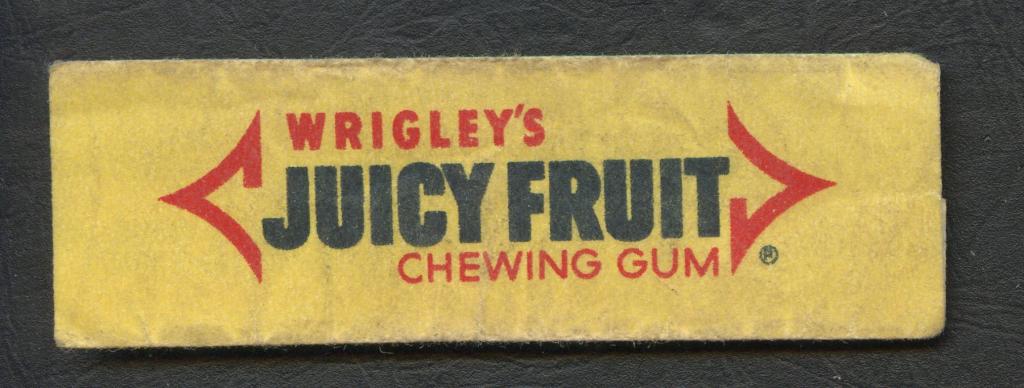 WRIGLEY'S
JUICY FRUIT
CHEWING GUM ®